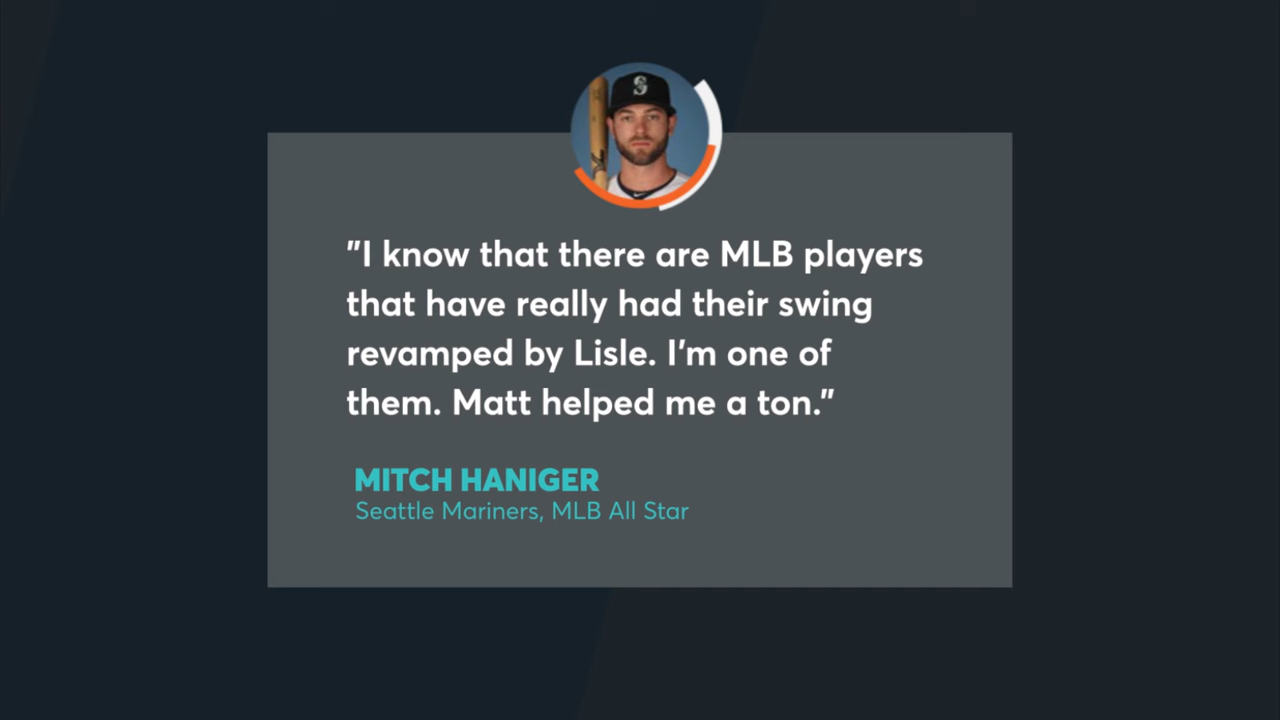 "I know that there are MLB players
that have really had their swing
revamped by Lisle. I'm one of
them. Matt helped me a ton."
MITCH HANIGER
Seattle Mariners, MLB All Star